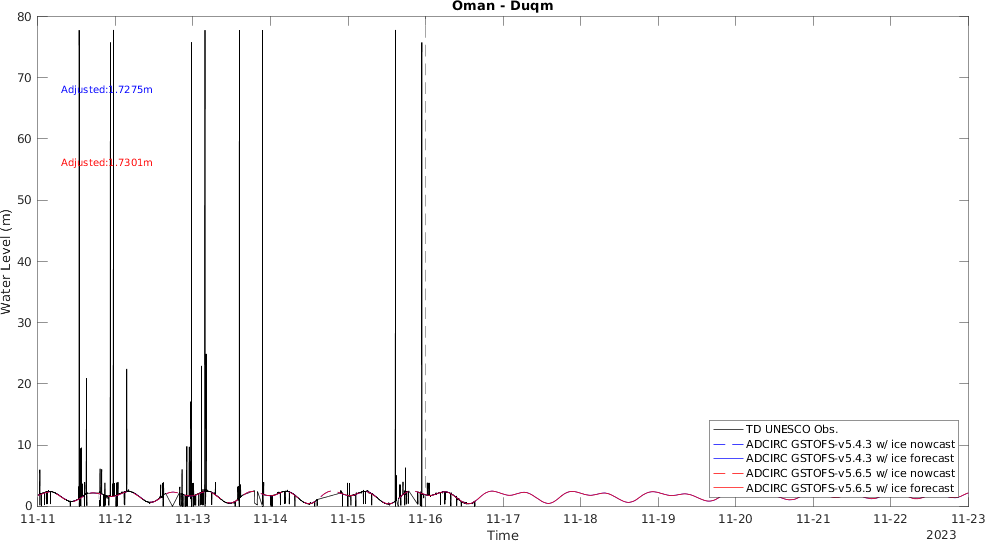 Oman - Duqm
80
70
60
50
40
30
20
10
0
Water Level (m)
Adjusted:1.7275m
Adjusted:1.7301m
TD UNESCO Obs.
ADCIRC GSTOFS-v5.4.3 w/ ice nowcast
ADCIRC GSTOFS-v5.4.3 w/ ice forecast
ADCIRC GSTOFS-v5.6.5 w/ ice nowcast
ADCIRC GSTOFS-v5.6.5 w/ ice forecast
11-11 11-12 11-13 11-14 11-15 11-16 11-17 11-18 11-19 11-20 11-21 11-22 11-23
Time
2023